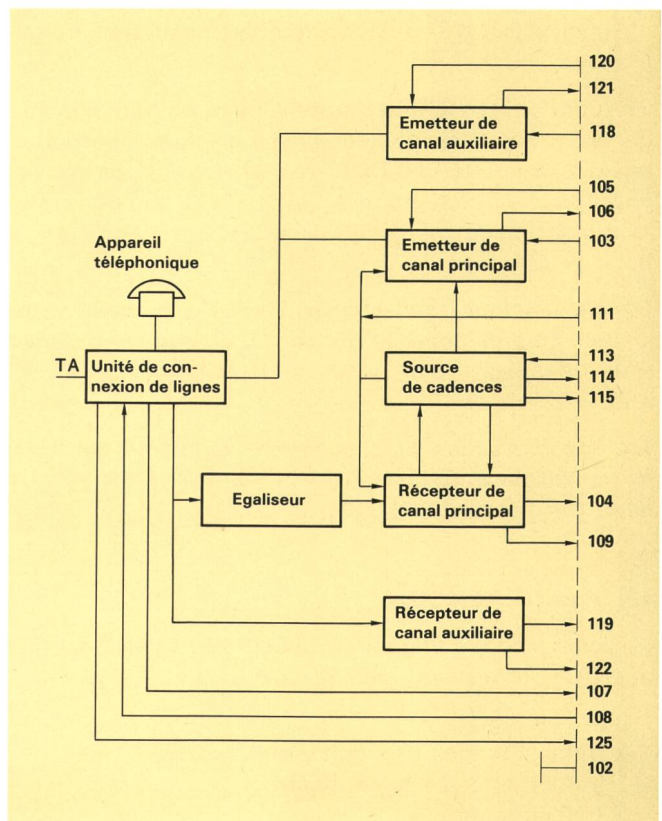 120
121
Emetteur de
canal auxiliaire
118
105
106
Emetteur de
canal principal
103
Appareil
téléphonique
111
TA
Unité de con-
nexion de lignes
Source
de cadences
113
114
115
Egaliseur
Récepteur de
canal principal
104
109
Récepteur de
canal auxiliaire
119
122
107
108
125
102